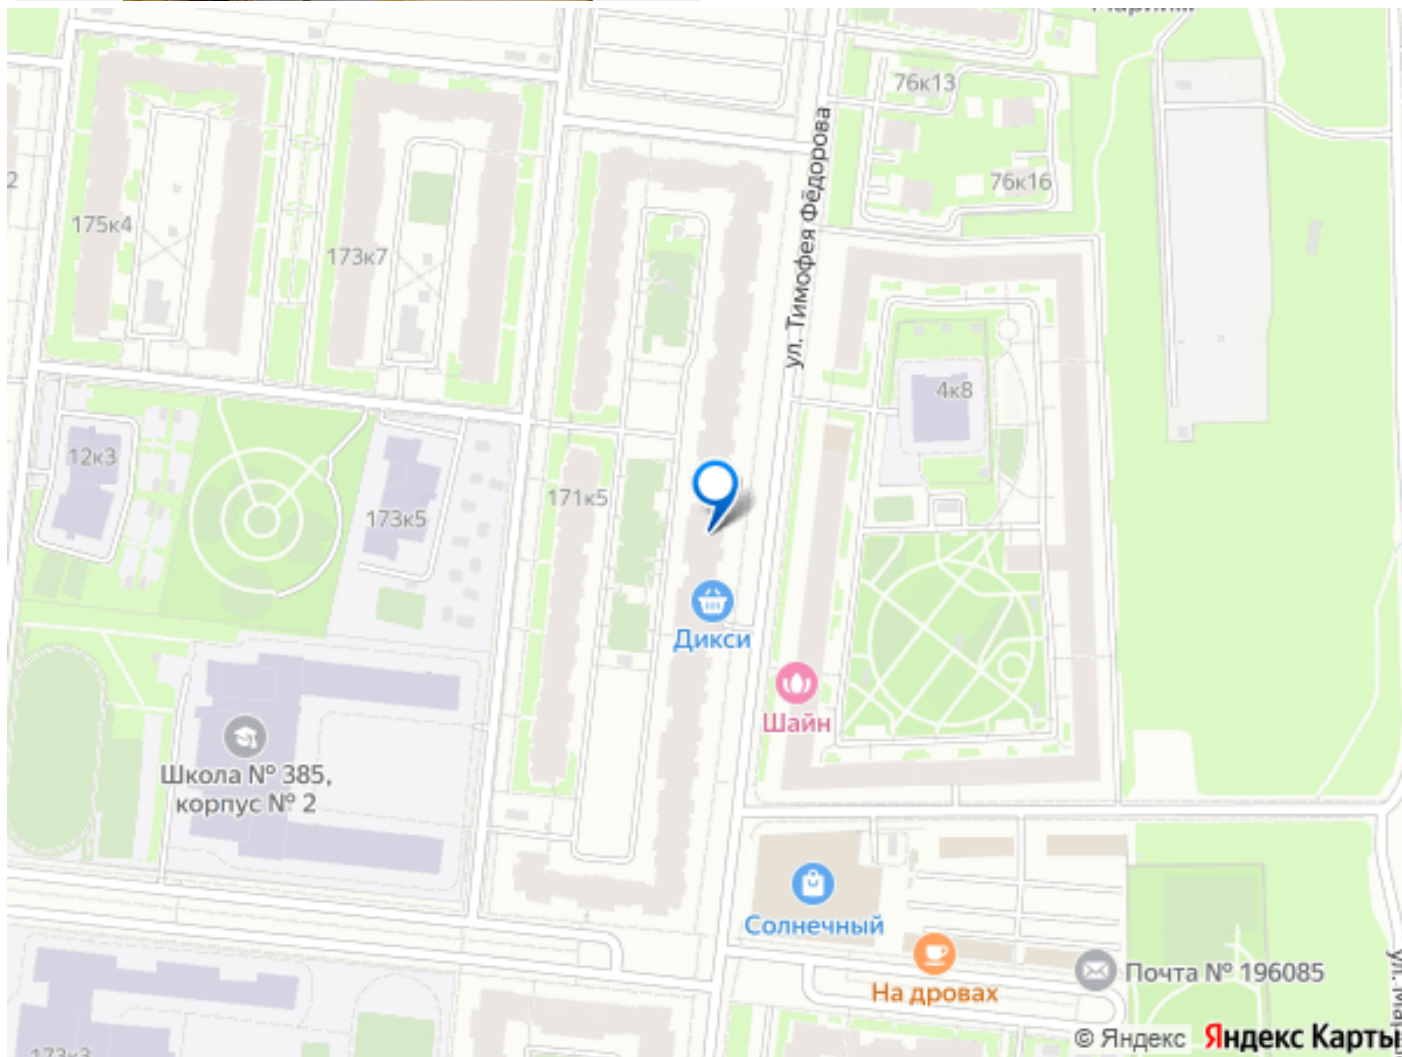 76к13
76к16
ул. Тимофея Фёдорова
2
175к4
173к7
4к8
12к3
173к5
171к5
Дикси
Шайн
Школа № 385,
корпус № 2
Солнечный
На дровах
Почта № 196085
© Яндекс Яндекс Карты